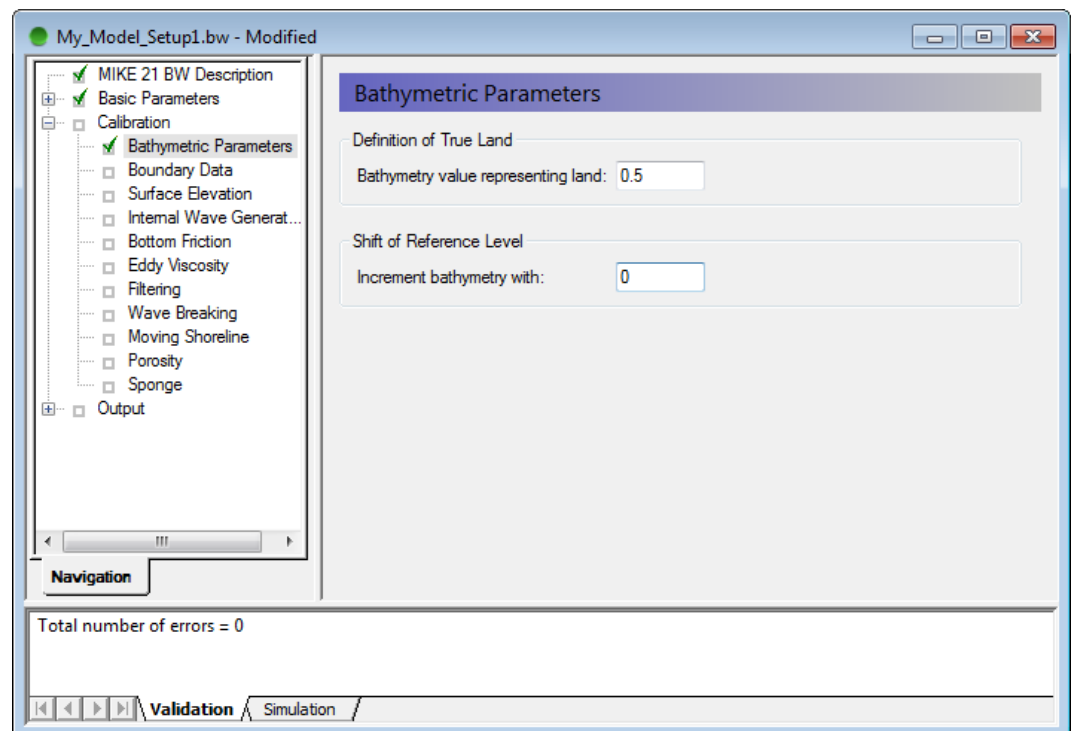 My_Model_Setup1.bw - Modified
MIKE 21 BW Description
Basic Parameters
Calibration
Bathymetric Parameters
Boundary Data
Surface Elevation
Internal Wave Generat...
Bottom Friction
Eddy Viscosity
Filtering
Wave Breaking
Moving Shoreline
Porosity
Sponge
Output
Navigation
Bathymetric Parameters
Definition of True Land
Bathymetry value representing land: 0.5
Shift of Reference Level
Increment bathymetry with: 0
Total number of errors = 0
Validation Simulation